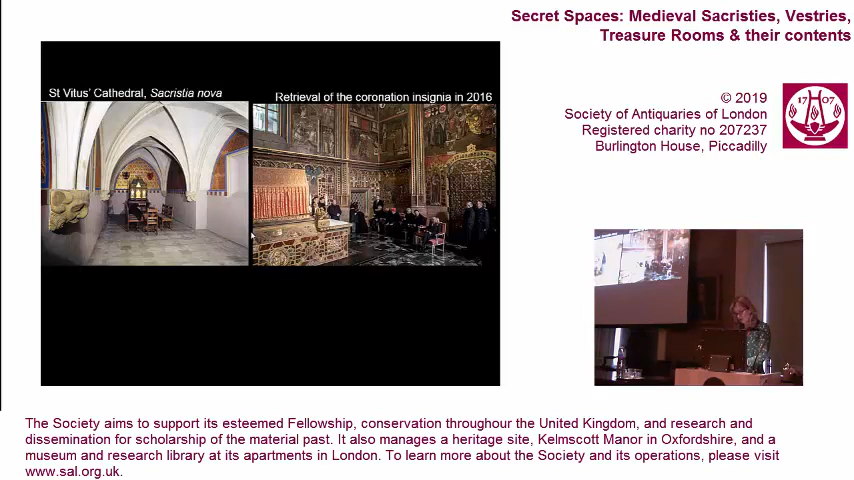 Secret Spaces: Medieval Sacristies, Vestries,
Treasure Rooms & their contents
St Vitus' Cathedral, Sacristia nova
Retrieval of the coronation insignia in 2016
© 2019
Society of Antiquaries of London
Registered charity no 207237
Burlington House, Piccadilly
17 07
The Society aims to support its esteemed Fellowship, conservation throughour the United Kingdom, and research and
dissemination for scholarship of the material past. It also manages a heritage site, Kelmscott Manor in Oxfordshire, and a
museum and research library at its apartments in London. To learn more about the Society and its operations, please visit
www.sal.org.uk.